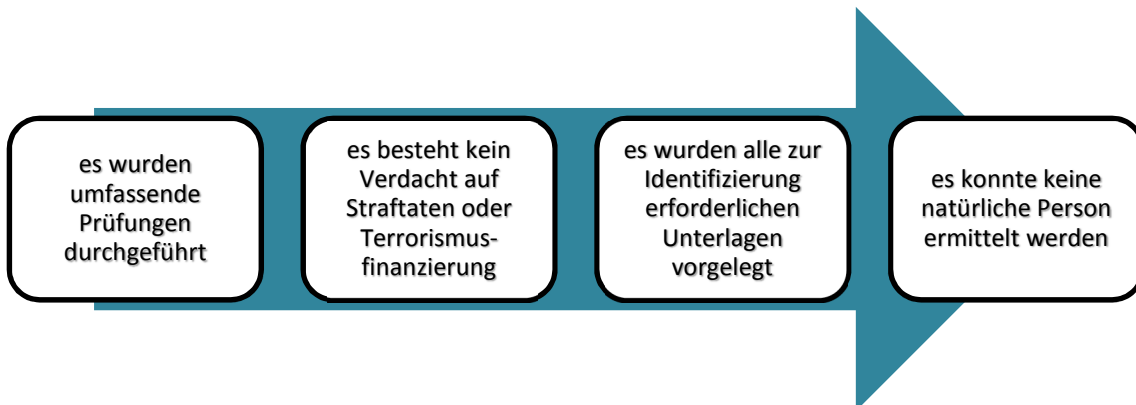 es wurden
umfassende
Prüfungen
durchgeführt
es besteht kein
Verdacht auf
Straftaten oder
Terrorismus-
finanzierung
es wurden alle zur
Identifizierung
erforderlichen
Unterlagen
vorgelegt
es konnte keine
natürliche Person
ermittelt werden